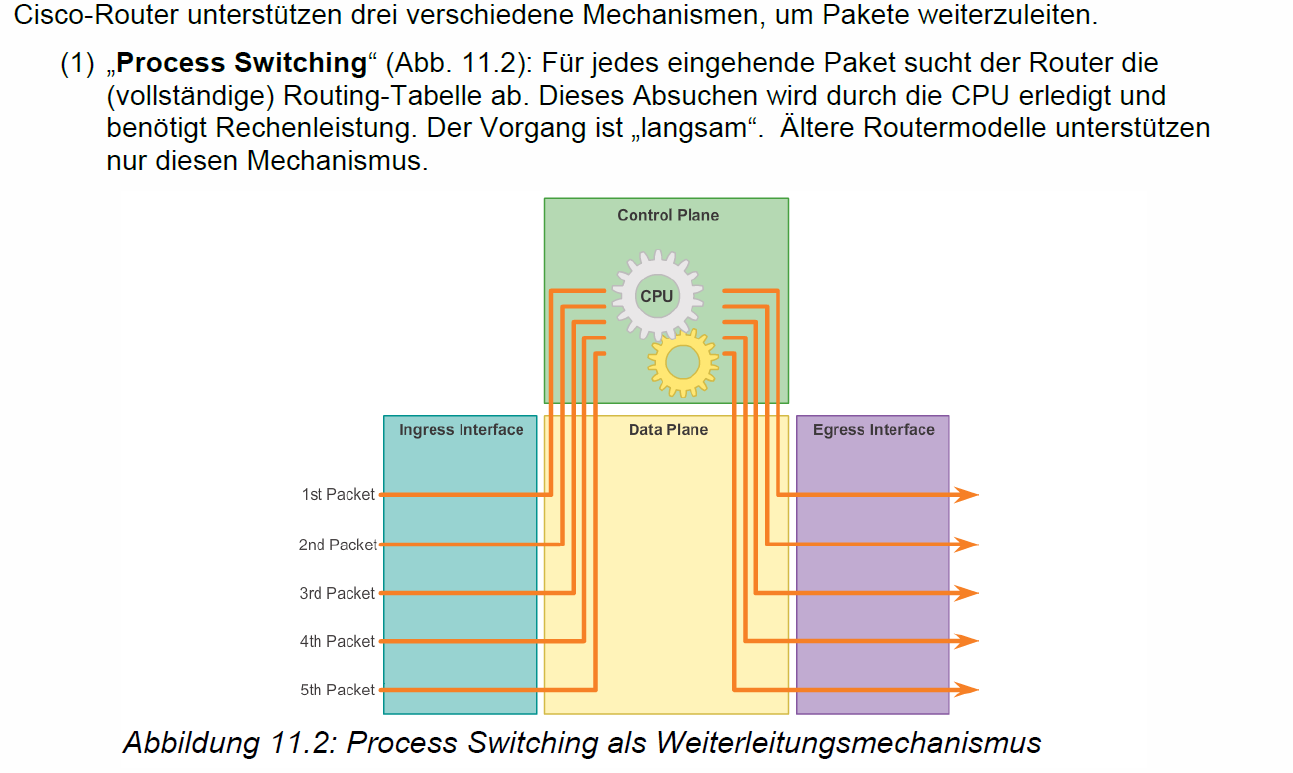 Cisco-Router unterstützen drei verschiedene Mechanismen, um Pakete weiterzuleiten.
(1) „Process Switching“ (Abb. 11.2): Für jedes eingehende Paket sucht der Router die
(vollständige) Routing-Tabelle ab. Dieses Absuchen wird durch die CPU erledigt und
benötigt Rechenleistung. Der Vorgang ist „langsam“. Ältere Routermodelle unterstützen
nur diesen Mechanismus.
Control Plane
CPU
Ingress Interface
Data Plane
Egress Interface
1st Packet
2nd Packet
3rd Packet
4th Packet
5th Packet
Abbildung 11.2: Process Switching als Weiterleitungsmechanismus